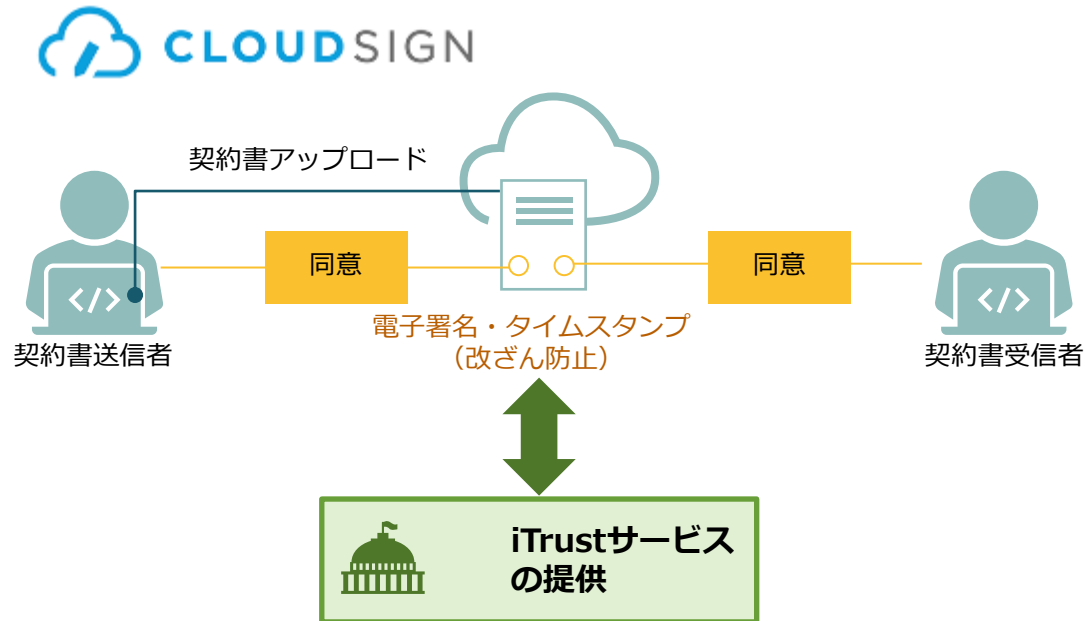 CLOUDSIGN
契約書アップロード
同意
同意
</>
</>
電子署名・タイムスタンプ
（改ざん防止）
契約書送信者
契約書受信者
iTrustサービス
の提供